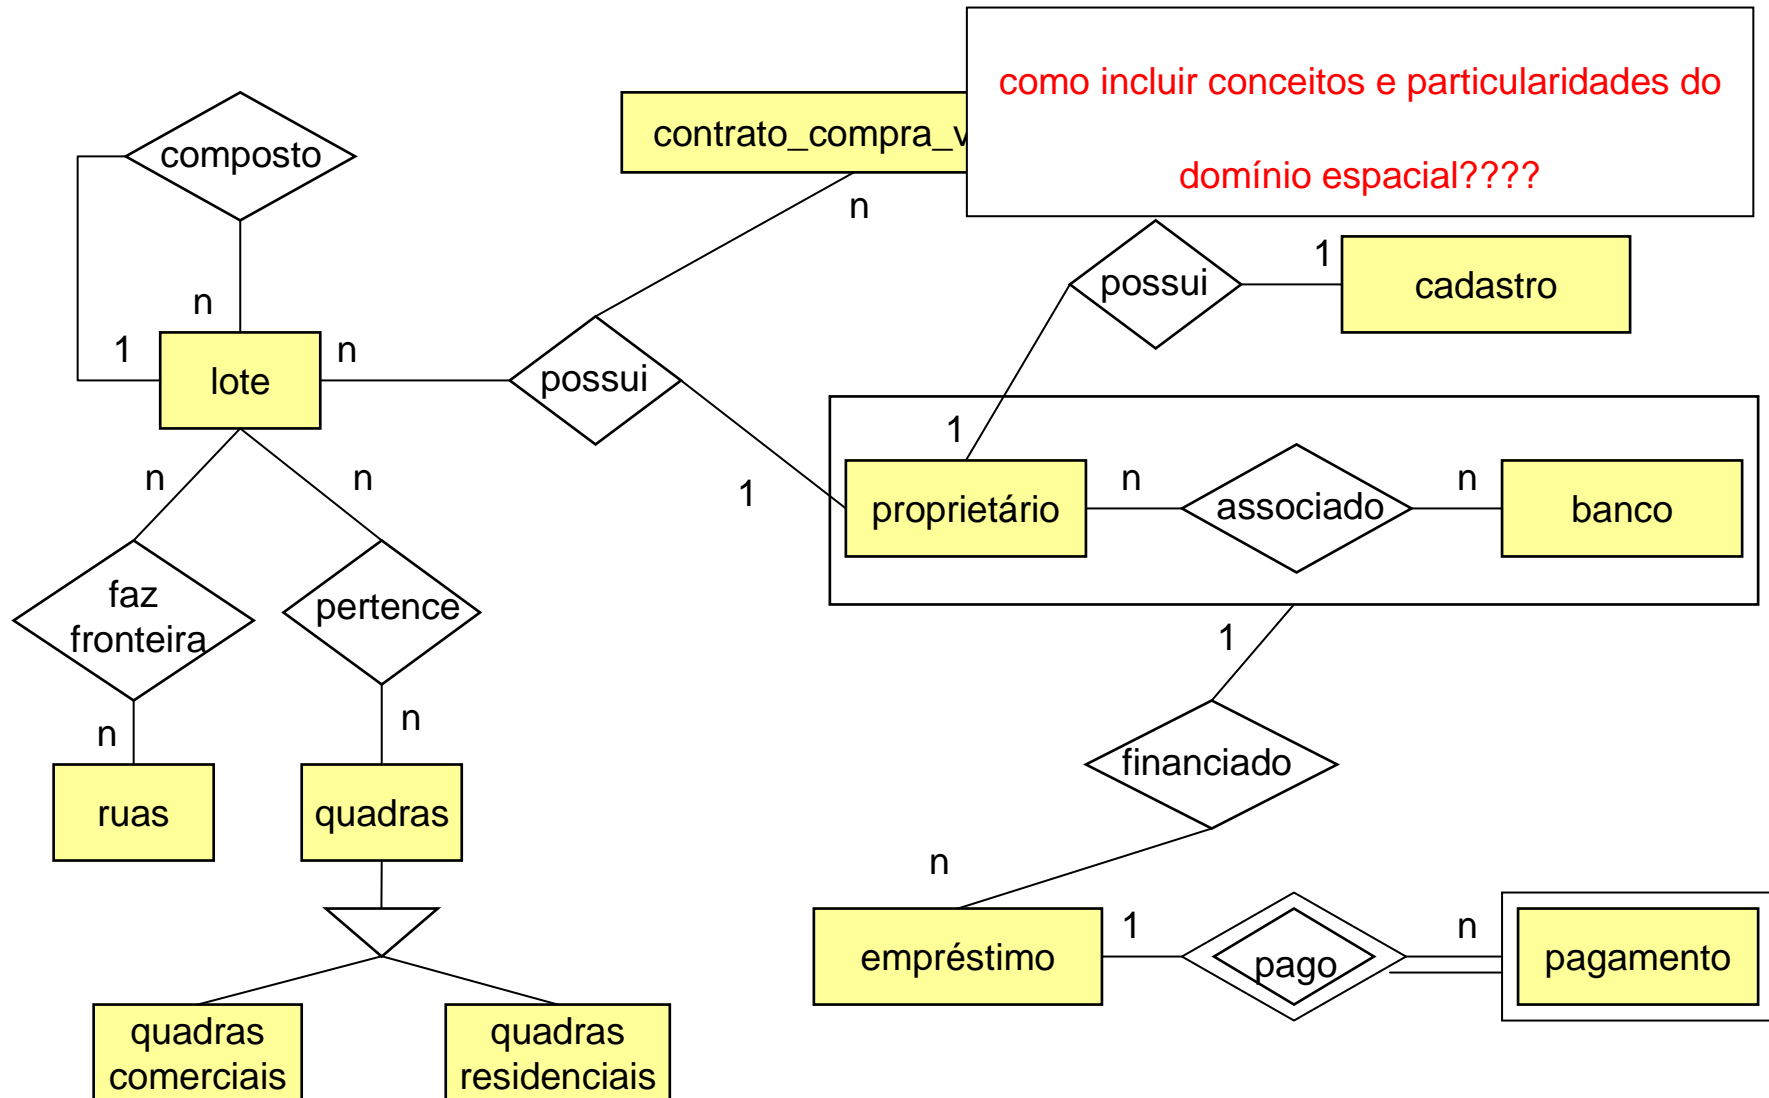 como incluir conceitos e particularidades do
domínio espacial????
composto
contrato_compra_v
n
possui
1
cadastro
n
1
lote
n
possui
1
1
proprietário
n
associado
n
banco
n
n
faz
fronteira
pertence
n
n
ruas
quadras
1
financiado
n
empréstimo
1
pago
n
pagamento
quadras
comerciais
quadras
residenciais